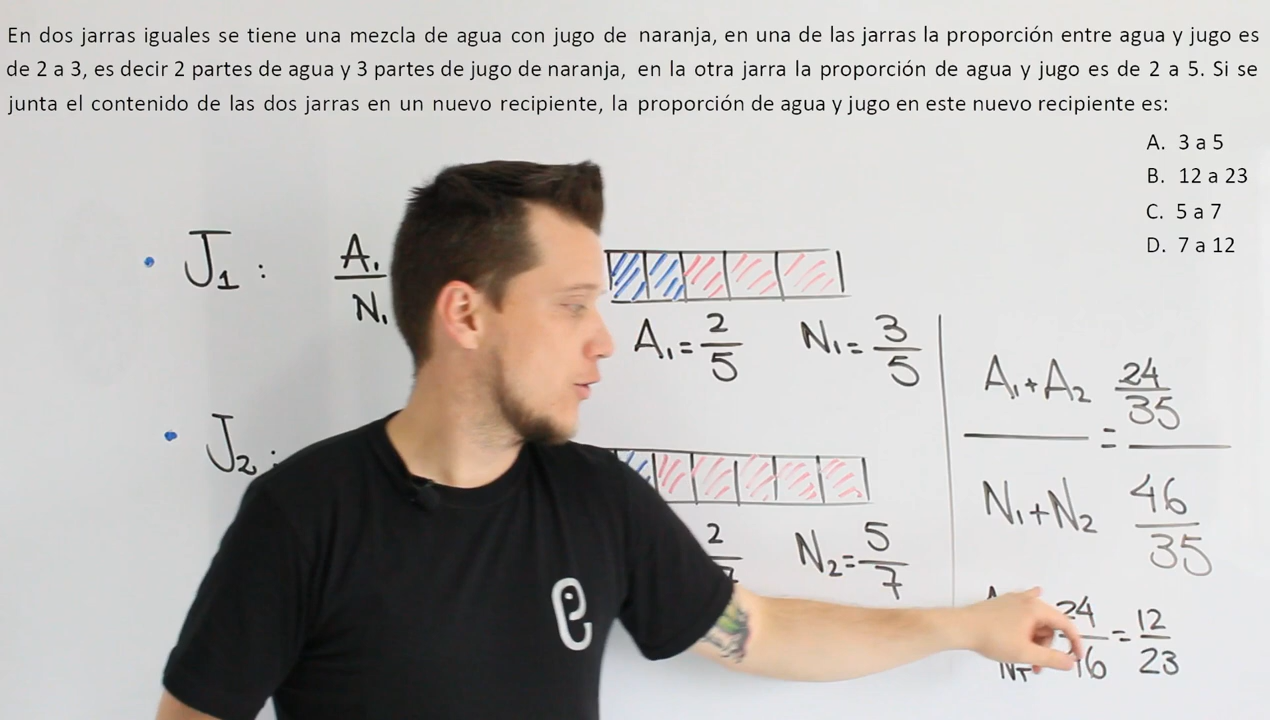 En dos jarras iguales se tiene una mezcla de agua con jugo de naranja, en una de las jarras la proporción entre agua y jugo es
de 2 a 3, es decir 2 partes de agua y 3 partes de jugo de naranja, en la otra jarra la proporción de agua y jugo es de 2 a 5. Si se
junta el contenido de las dos jarras en un nuevo recipiente, la proporción de agua y jugo en este nuevo recipiente es:
A. 3 a 5
B. 12 a 23
C. 5 a 7
D. 7 a 12
• J₁ : A₁/N₁
A₁ = 2/5 N₁ = 3/5
• J₂ :
2/7 N₂ = 5/7
(A₁ + A₂)/(N₁ + N₂) = (24/35)/(46/35)
= 12/23